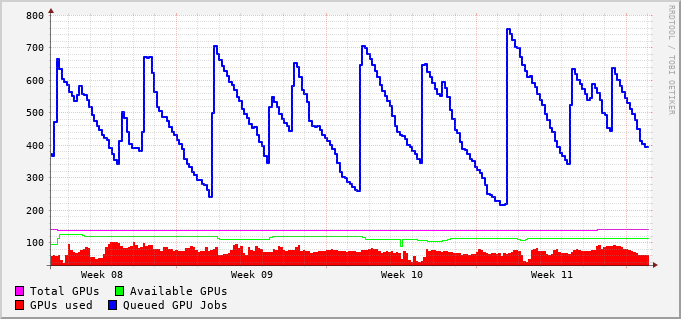 800
700
600
500
400
300
200
100
Week 08 Week 09 Week 10 Week 11
Total GPUs Available GPUs
GPUs used Queued GPU Jobs
RRDTOOL / TOBI OETIKER